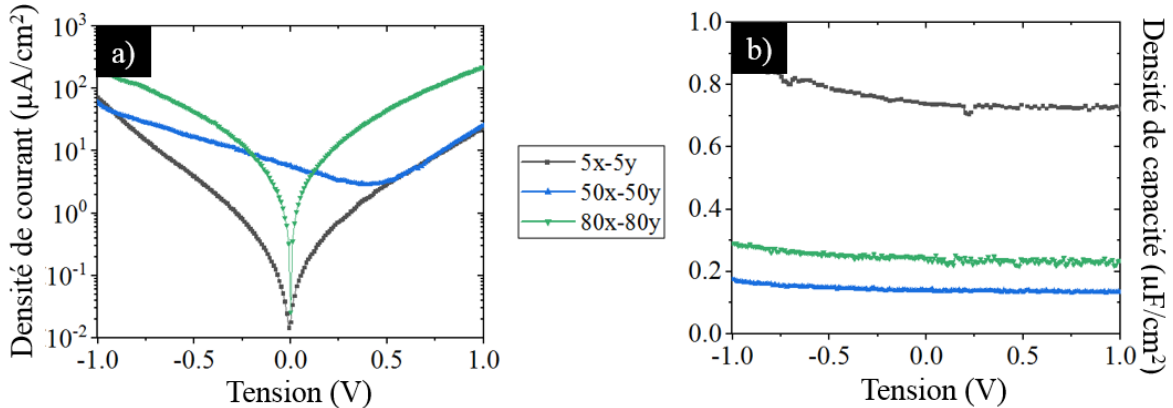 a)
Densité de courant (µA/cm²)
10³
10²
10¹
10⁰
10⁻¹
10⁻²
-1.0 -0.5 0.0 0.5 1.0
Tension (V)
5x-5y
50x-50y
80x-80y
b)
1.0
0.8
0.6
0.4
0.2
0.0
-1.0 -0.5 0.0 0.5 1.0
Tension (V)
Densité de capacité (µF/cm²)